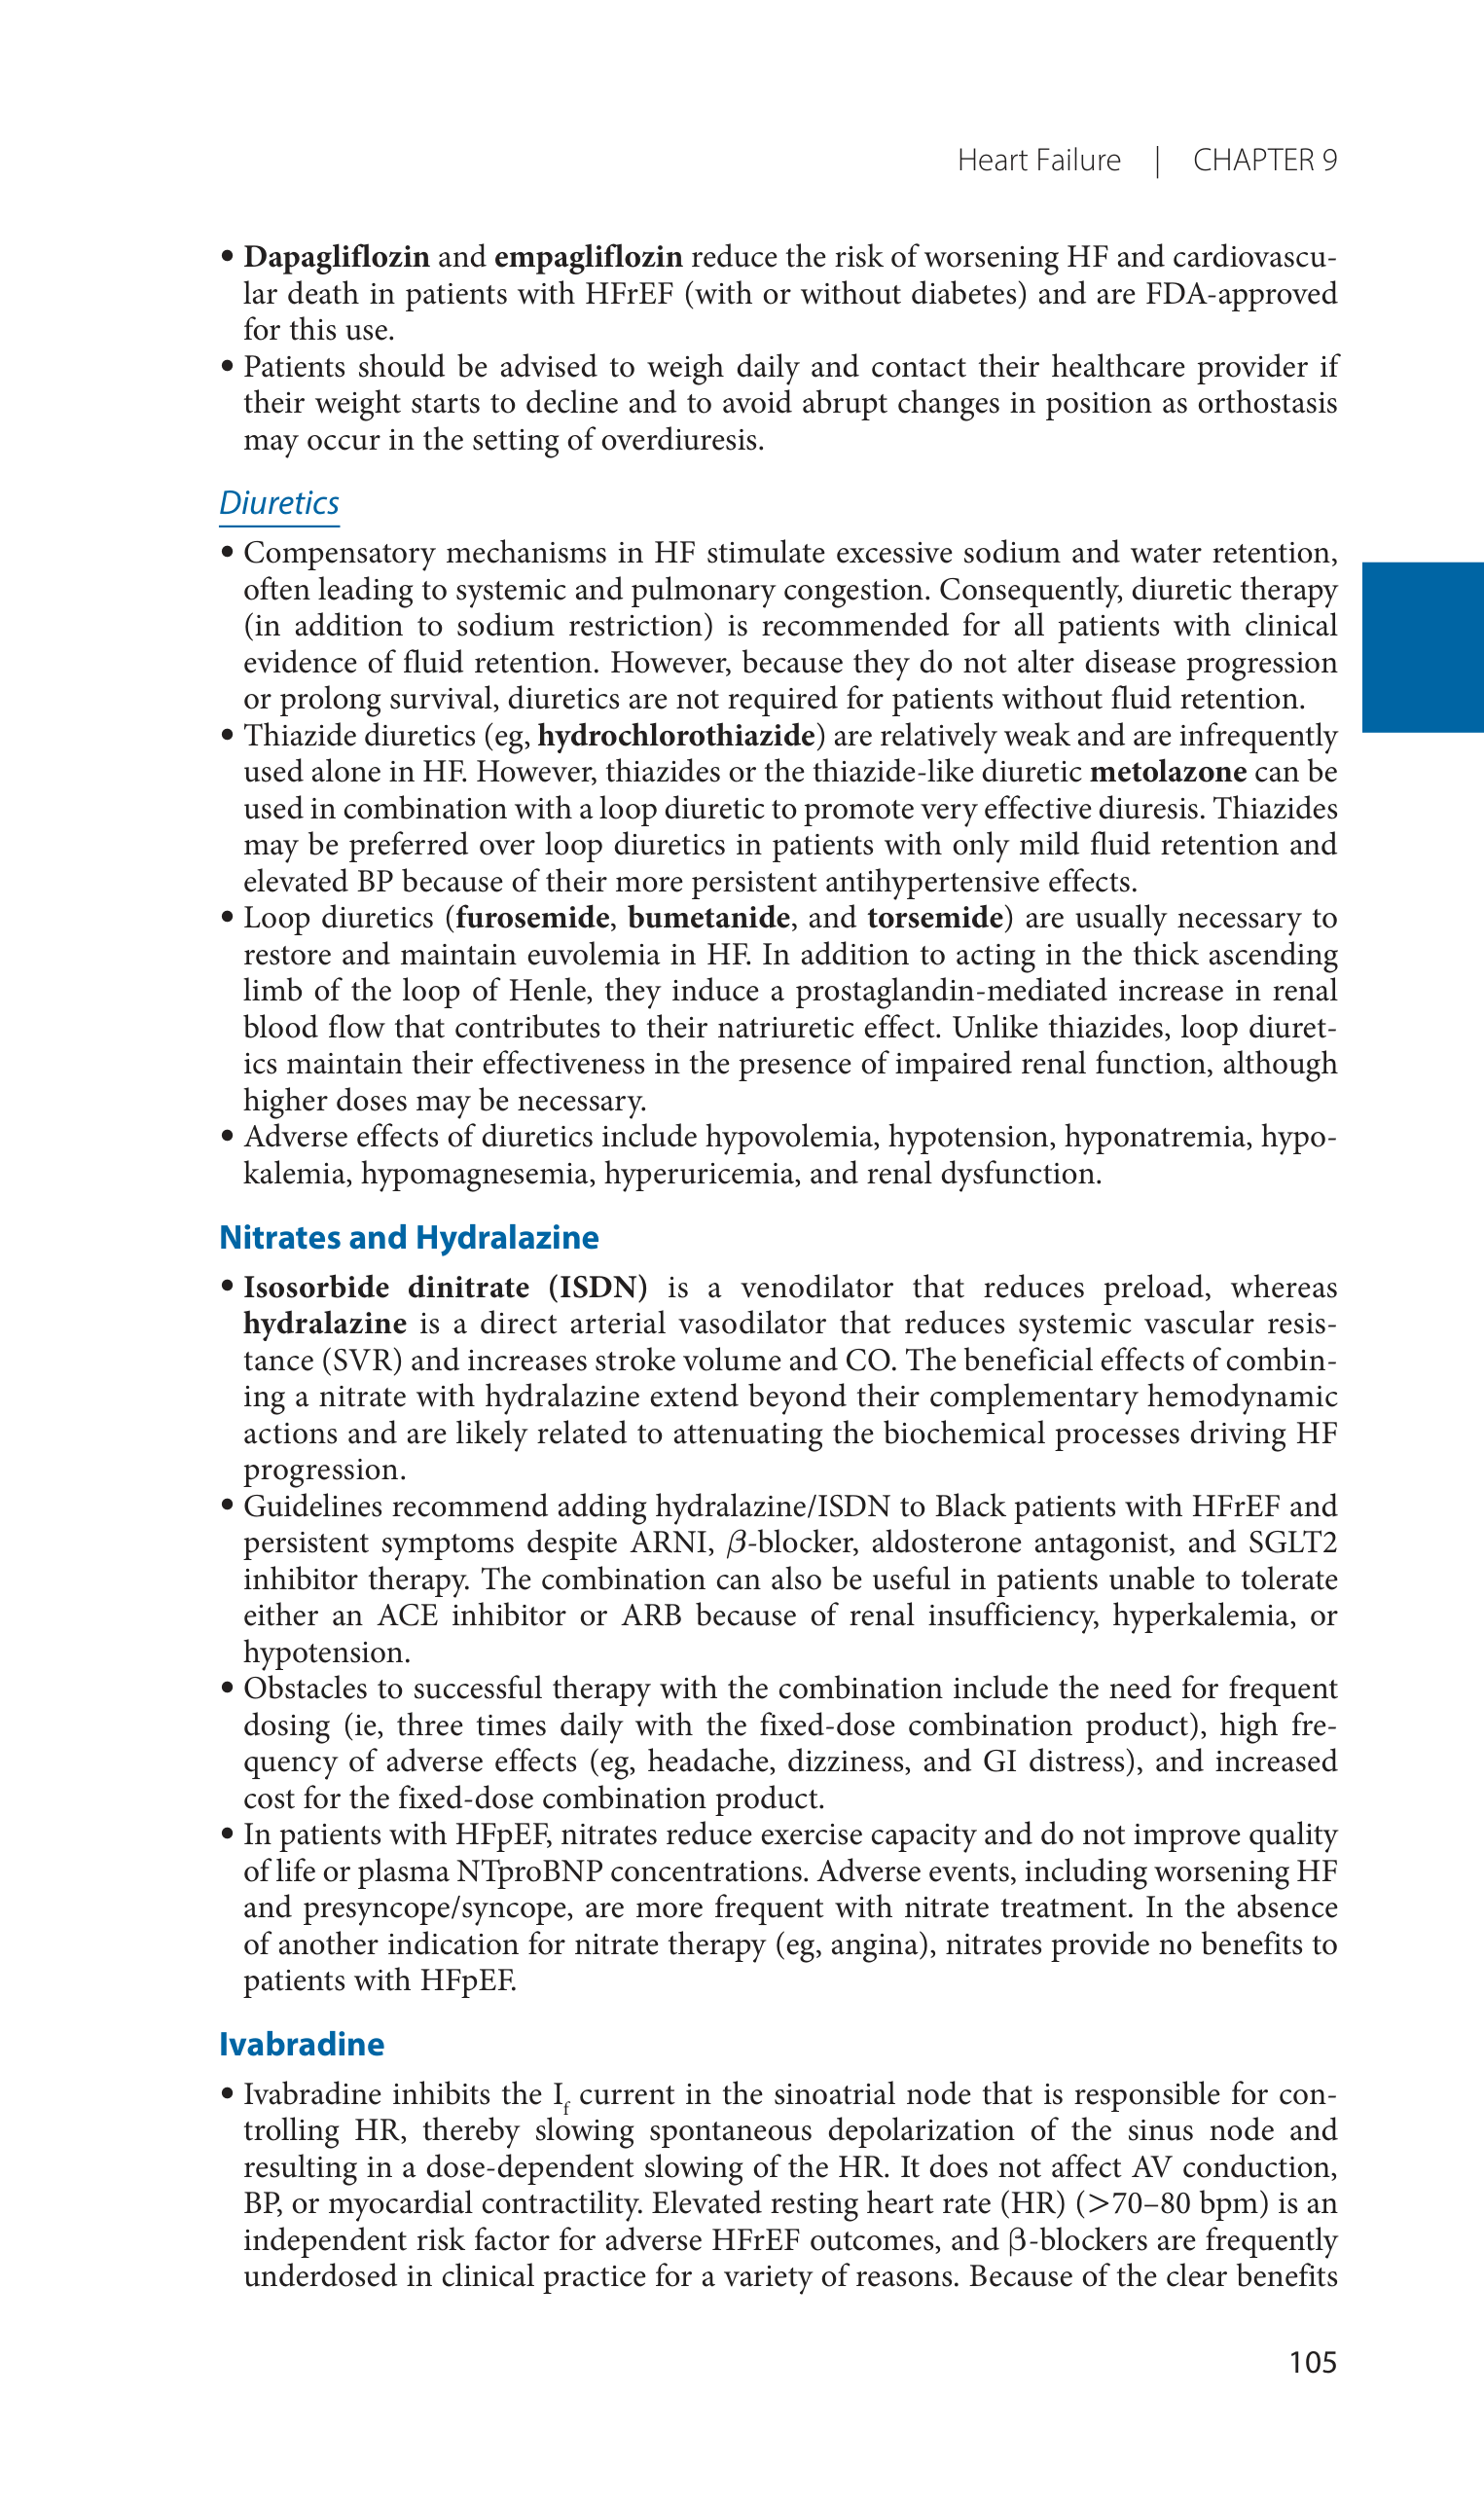 Heart Failure | CHAPTER 9
• Dapagliflozin and empagliflozin reduce the risk of worsening HF and cardiovascu-
lar death in patients with HFrEF (with or without diabetes) and are FDA-approved
for this use.
• Patients should be advised to weigh daily and contact their healthcare provider if
their weight starts to decline and to avoid abrupt changes in position as orthostasis
may occur in the setting of overdiuresis.
Diuretics
• Compensatory mechanisms in HF stimulate excessive sodium and water retention,
often leading to systemic and pulmonary congestion. Consequently, diuretic therapy
(in addition to sodium restriction) is recommended for all patients with clinical
evidence of fluid retention. However, because they do not alter disease progression
or prolong survival, diuretics are not required for patients without fluid retention.
• Thiazide diuretics (eg, hydrochlorothiazide) are relatively weak and are infrequently
used alone in HF. However, thiazides or the thiazide-like diuretic metolazone can be
used in combination with a loop diuretic to promote very effective diuresis. Thiazides
may be preferred over loop diuretics in patients with only mild fluid retention and
elevated BP because of their more persistent antihypertensive effects.
• Loop diuretics (furosemide, bumetanide, and torsemide) are usually necessary to
restore and maintain euvolemia in HF. In addition to acting in the thick ascending
limb of the loop of Henle, they induce a prostaglandin-mediated increase in renal
blood flow that contributes to their natriuretic effect. Unlike thiazides, loop diuret-
ics maintain their effectiveness in the presence of impaired renal function, although
higher doses may be necessary.
• Adverse effects of diuretics include hypovolemia, hypotension, hyponatremia, hypo-
kalemia, hypomagnesemia, hyperuricemia, and renal dysfunction.
Nitrates and Hydralazine
• Isosorbide dinitrate (ISDN) is a venodilator that reduces preload, whereas
hydralazine is a direct arterial vasodilator that reduces systemic vascular resis-
tance (SVR) and increases stroke volume and CO. The beneficial effects of combin-
ing a nitrate with hydralazine extend beyond their complementary hemodynamic
actions and are likely related to attenuating the biochemical processes driving HF
progression.
• Guidelines recommend adding hydralazine/ISDN to Black patients with HFrEF and
persistent symptoms despite ARNI, β-blocker, aldosterone antagonist, and SGLT2
inhibitor therapy. The combination can also be useful in patients unable to tolerate
either an ACE inhibitor or ARB because of renal insufficiency, hyperkalemia, or
hypotension.
• Obstacles to successful therapy with the combination include the need for frequent
dosing (ie, three times daily with the fixed-dose combination product), high fre-
quency of adverse effects (eg, headache, dizziness, and GI distress), and increased
cost for the fixed-dose combination product.
• In patients with HFpEF, nitrates reduce exercise capacity and do not improve quality
of life or plasma NTproBNP concentrations. Adverse events, including worsening HF
and presyncope/syncope, are more frequent with nitrate treatment. In the absence
of another indication for nitrate therapy (eg, angina), nitrates provide no benefits to
patients with HFpEF.
Ivabradine
• Ivabradine inhibits the If current in the sinoatrial node that is responsible for con-
trolling HR, thereby slowing spontaneous depolarization of the sinus node and
resulting in a dose-dependent slowing of the HR. It does not affect AV conduction,
BP, or myocardial contractility. Elevated resting heart rate (HR) (>70–80 bpm) is an
independent risk factor for adverse HFrEF outcomes, and β-blockers are frequently
underdosed in clinical practice for a variety of reasons. Because of the clear benefits
105